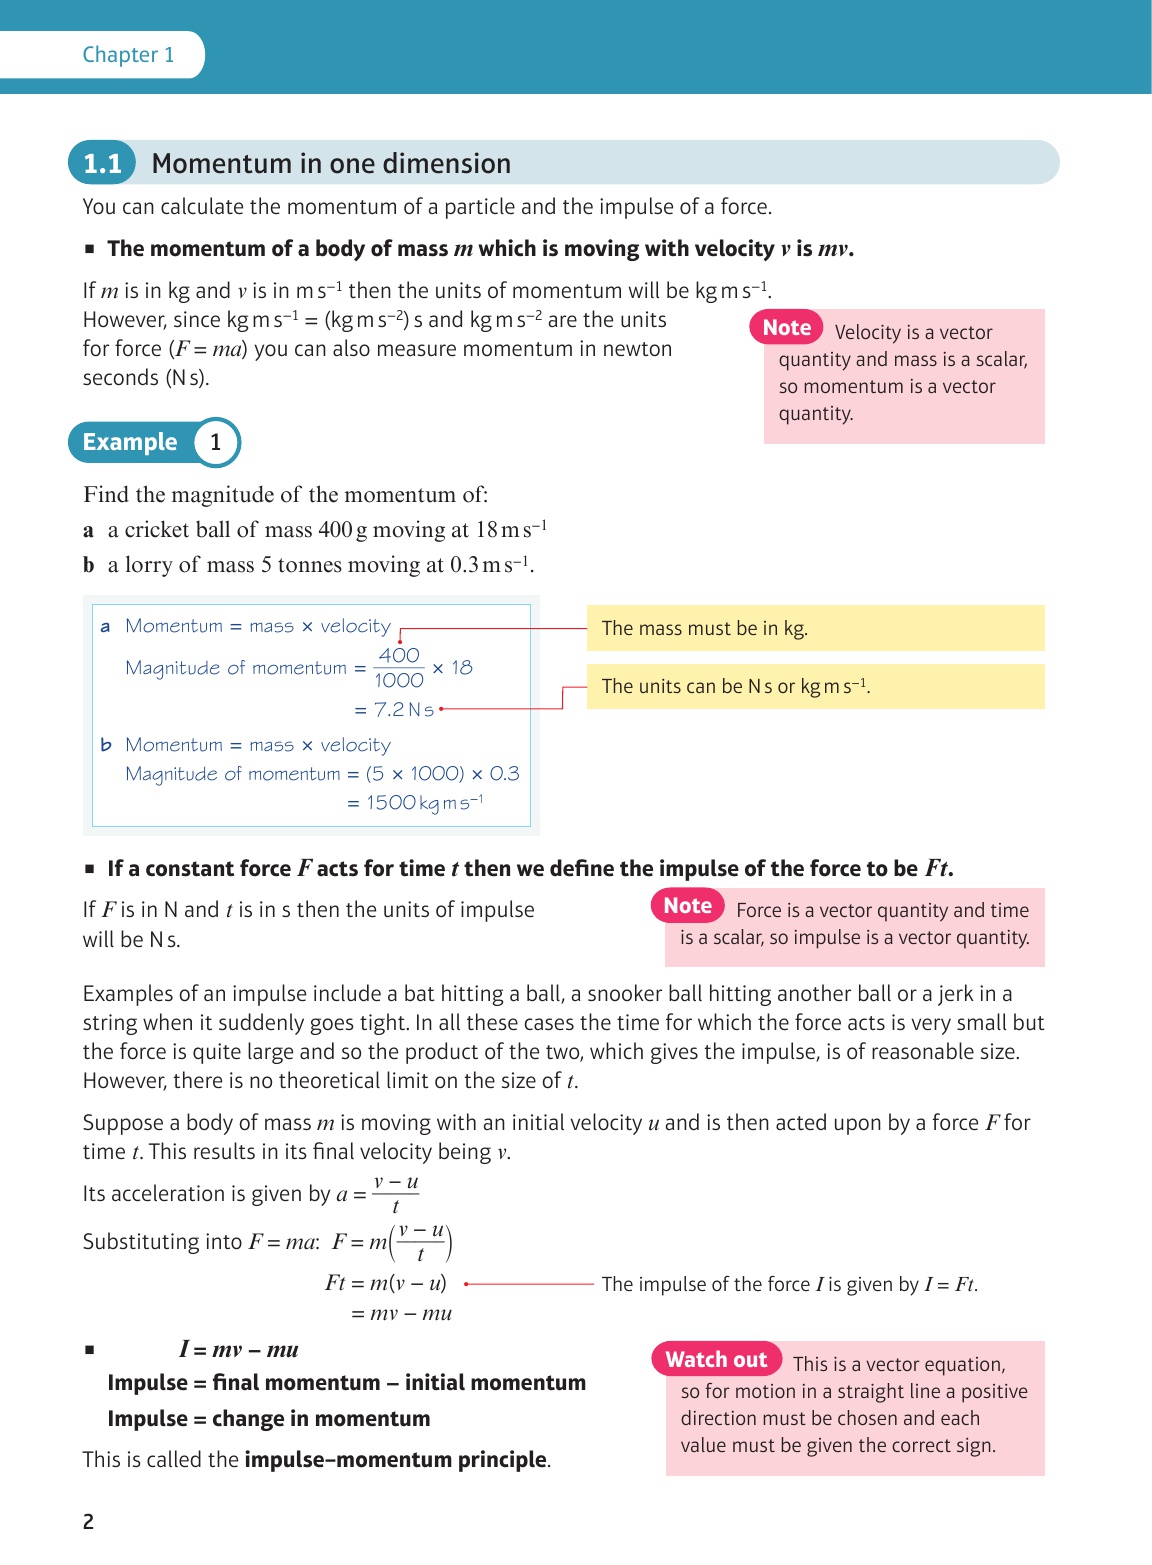 Chapter 1
1.1 Momentum in one dimension
You can calculate the momentum of a particle and the impulse of a force.
■ The momentum of a body of mass m which is moving with velocity v is mv.
If m is in kg and v is in m s⁻¹ then the units of momentum will be kg m s⁻¹.
However, since kg m s⁻¹ = (kg m s⁻²) s and kg m s⁻² are the units
for force (F = ma) you can also measure momentum in newton
seconds (N s).
Note Velocity is a vector
quantity and mass is a scalar,
so momentum is a vector
quantity.
Example 1
Find the magnitude of the momentum of:
a a cricket ball of mass 400 g moving at 18 m s⁻¹
b a lorry of mass 5 tonnes moving at 0.3 m s⁻¹.
a Momentum = mass × velocity
Magnitude of momentum = 400/1000 × 18
= 7.2 N s
b Momentum = mass × velocity
Magnitude of momentum = (5 × 1000) × 0.3
= 1500 kg m s⁻¹
The mass must be in kg.
The units can be N s or kg m s⁻¹.
■ If a constant force F acts for time t then we define the impulse of the force to be Ft.
If F is in N and t is in s then the units of impulse
will be N s.
Note Force is a vector quantity and time
is a scalar, so impulse is a vector quantity.
Examples of an impulse include a bat hitting a ball, a snooker ball hitting another ball or a jerk in a
string when it suddenly goes tight. In all these cases the time for which the force acts is very small but
the force is quite large and so the product of the two, which gives the impulse, is of reasonable size.
However, there is no theoretical limit on the size of t.
Suppose a body of mass m is moving with an initial velocity u and is then acted upon by a force F for
time t. This results in its final velocity being v.
Its acceleration is given by a = (v − u)/t
Substituting into F = ma: F = m((v − u)/t)
Ft = m(v − u)
The impulse of the force I is given by I = Ft.
= mv − mu
■ I = mv − mu
Impulse = final momentum – initial momentum
Impulse = change in momentum
This is called the impulse–momentum principle.
Watch out This is a vector equation,
so for motion in a straight line a positive
direction must be chosen and each
value must be given the correct sign.
2